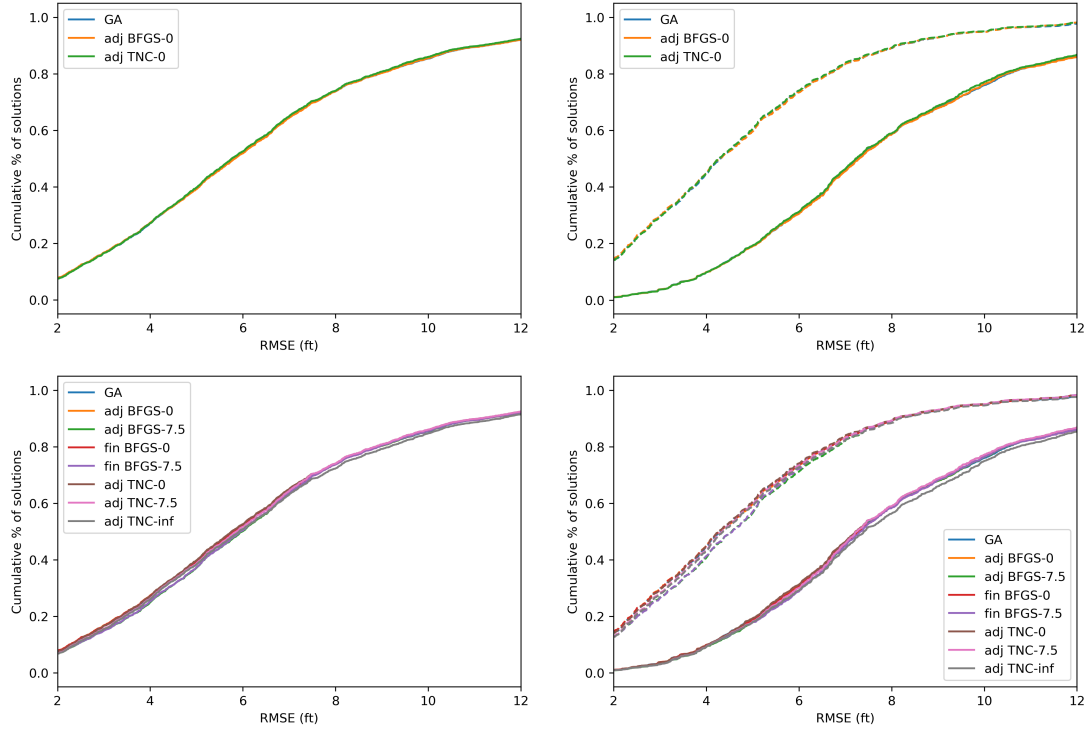 GA
adj BFGS-0
adj TNC-0
Cumulative % of solutions
1.0
0.8
0.6
0.4
0.2
0.0
2
4
6
8
10
12
RMSE (ft)
GA
adj BFGS-0
adj TNC-0
Cumulative % of solutions
1.0
0.8
0.6
0.4
0.2
0.0
2
4
6
8
10
12
RMSE (ft)
GA
adj BFGS-0
adj BFGS-7.5
fin BFGS-0
fin BFGS-7.5
adj TNC-0
adj TNC-7.5
adj TNC-inf
Cumulative % of solutions
1.0
0.8
0.6
0.4
0.2
0.0
2
4
6
8
10
12
RMSE (ft)
GA
adj BFGS-0
adj BFGS-7.5
fin BFGS-0
fin BFGS-7.5
adj TNC-0
adj TNC-7.5
adj TNC-inf
Cumulative % of solutions
1.0
0.8
0.6
0.4
0.2
0.0
2
4
6
8
10
12
RMSE (ft)